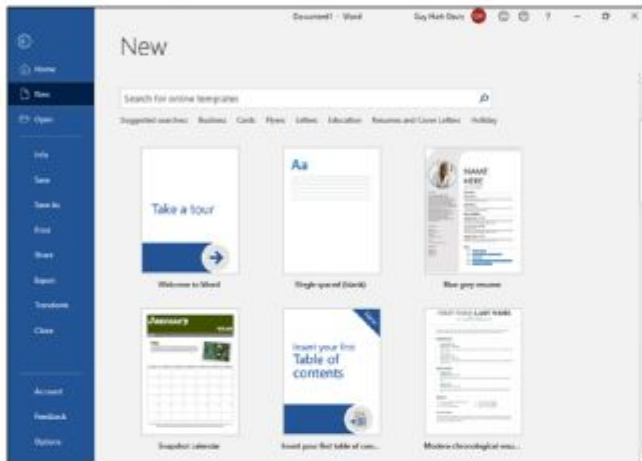 Document1 - Word
Guy Hart-Davis
?
New
Home
New
Open
Info
Save
Save As
Print
Share
Export
Transform
Close
Account
Feedback
Options
Search for online templates
Suggested searches: Business Cards Flyers Letters Education Resumes and Cover Letters Holiday
Take a tour
Welcome to Word
Aa
Single spaced (blank)
NAME
HERE
Blue grey resume
January
Snapshot calendar
Insert your first
Table of
contents
Insert your first table of con...
LAST NAME
Modern chronological resu...